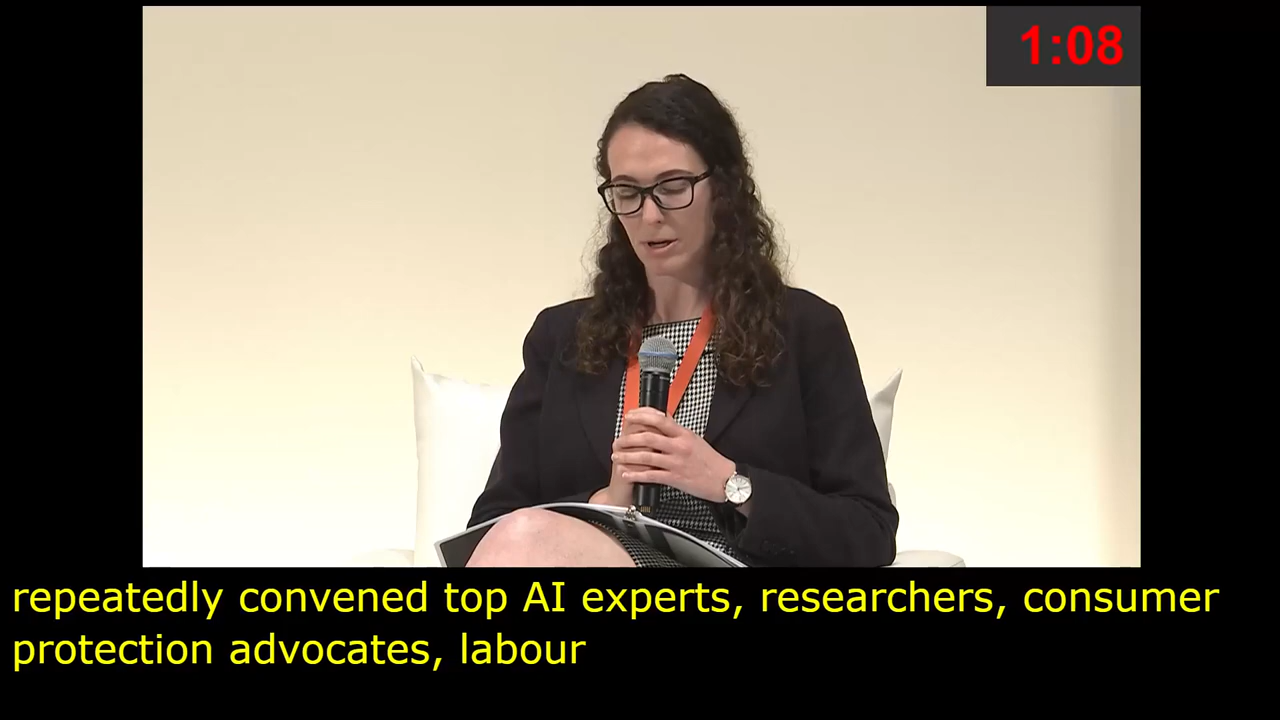 1:08
repeatedly convened top AI experts, researchers, consumer
protection advocates, labour